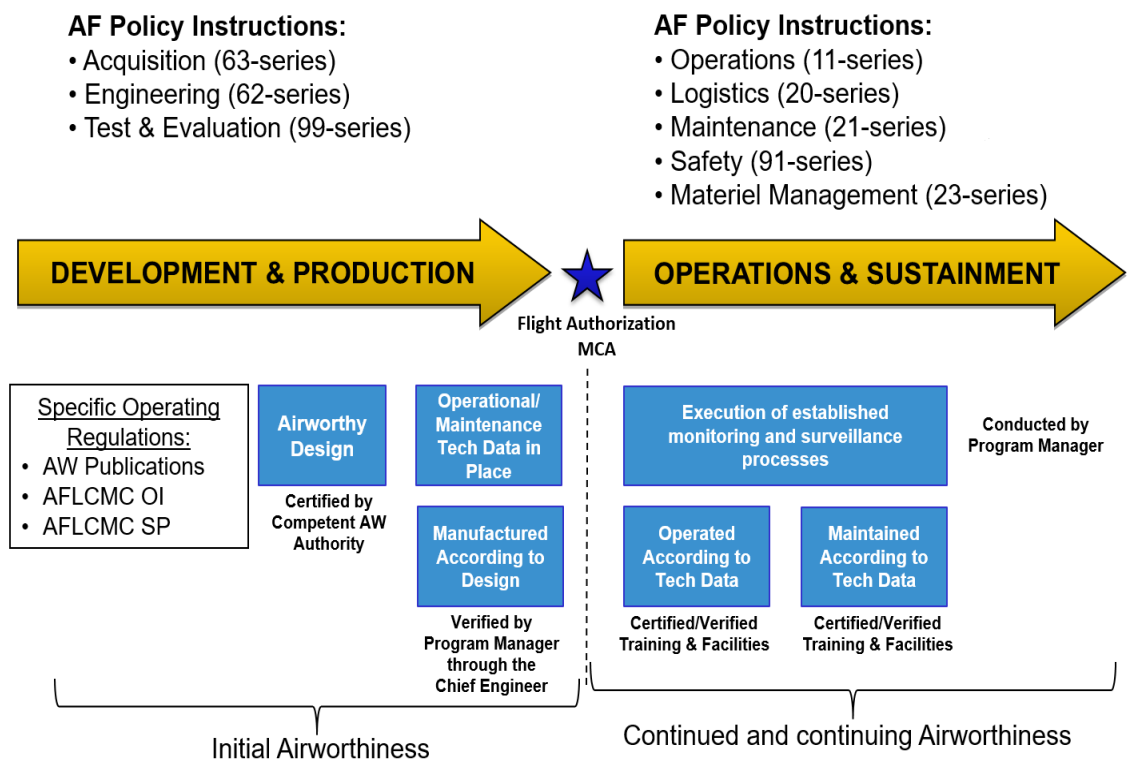 AF Policy Instructions:
• Acquisition (63-series)
• Engineering (62-series)
• Test & Evaluation (99-series)
AF Policy Instructions:
• Operations (11-series)
• Logistics (20-series)
• Maintenance (21-series)
• Safety (91-series)
• Materiel Management (23-series)
DEVELOPMENT & PRODUCTION
OPERATIONS & SUSTAINMENT
Flight Authorization
MCA
Specific Operating
Regulations:
• AW Publications
• AFLCMC OI
• AFLCMC SP
Airworthy
Design
Certified by
Competent AW
Authority
Operational/
Maintenance
Tech Data in
Place
Manufactured
According to
Design
Verified by
Program Manager
through the
Chief Engineer
Execution of established
monitoring and surveillance
processes
Conducted by
Program Manager
Operated
According to
Tech Data
Certified/Verified
Training & Facilities
Maintained
According to
Tech Data
Certified/Verified
Training & Facilities
Initial Airworthiness
Continued and continuing Airworthiness